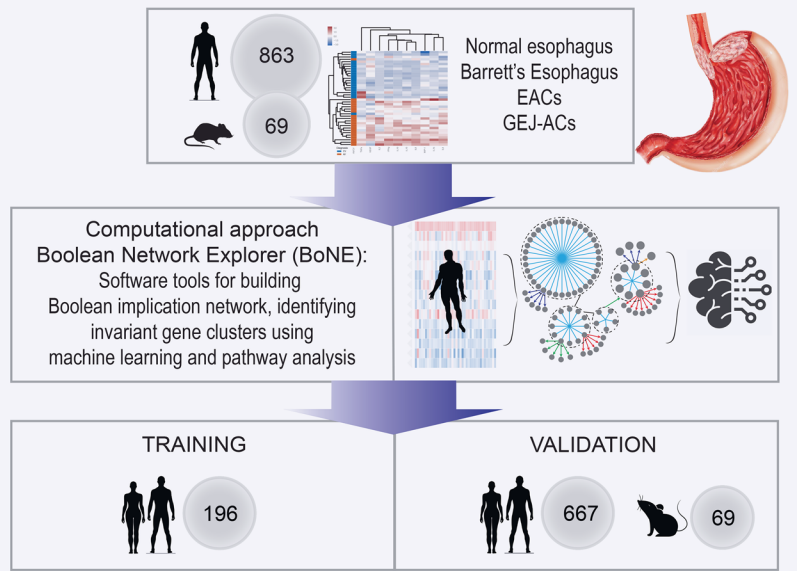 863
69
Normal esophagus
Barrett's Esophagus
EACs
GEJ-ACs
Computational approach
Boolean Network Explorer (BoNE):
Software tools for building
Boolean implication network, identifying
invariant gene clusters using
machine learning and pathway analysis
TRAINING
196
VALIDATION
667
69